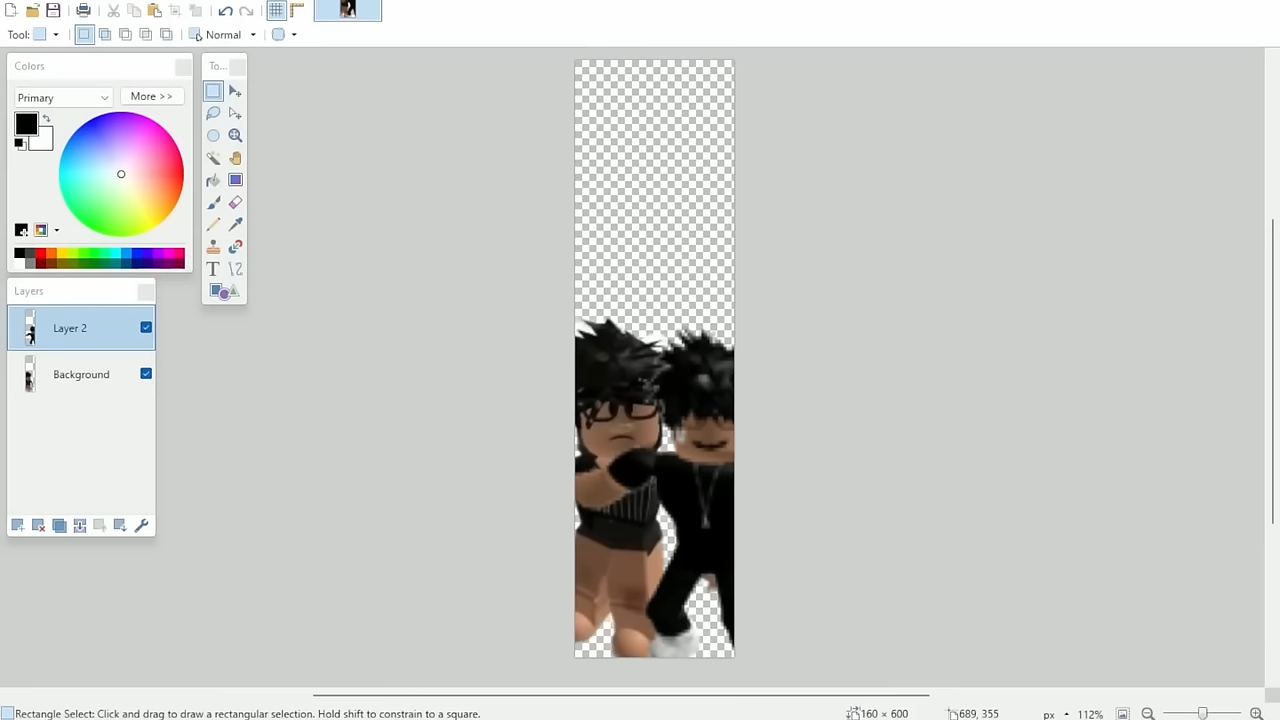 Tool:
Normal
Colors
To...
Primary
More >>
Layers
Layer 2
Background
Rectangle Select: Click and drag to draw a rectangular selection. Hold shift to constrain to a square.
160 × 600
689, 355
px
112%